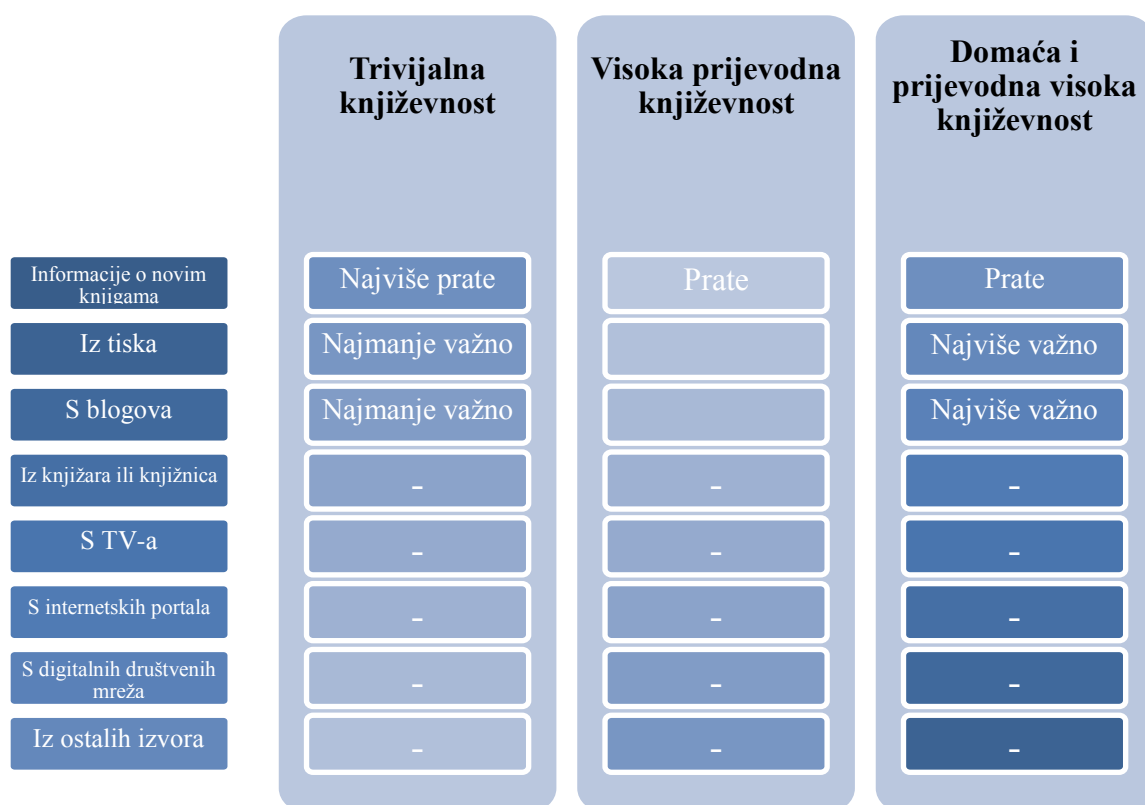 Trivijalna
književnost
Visoka prijevodna
književnost
Domaća i
prijevodna visoka
književnost
Informacije o novim
knjigama
Najviše prate
Prate
Prate
Iz tiska
Najmanje važno
Najviše važno
S blogova
Najmanje važno
Najviše važno
Iz knjižara ili knjižnica
-
-
-
S TV-a
-
-
-
S internetskih portala
-
-
-
S digitalnih društvenih
mreža
-
-
-
Iz ostalih izvora
-
-
-